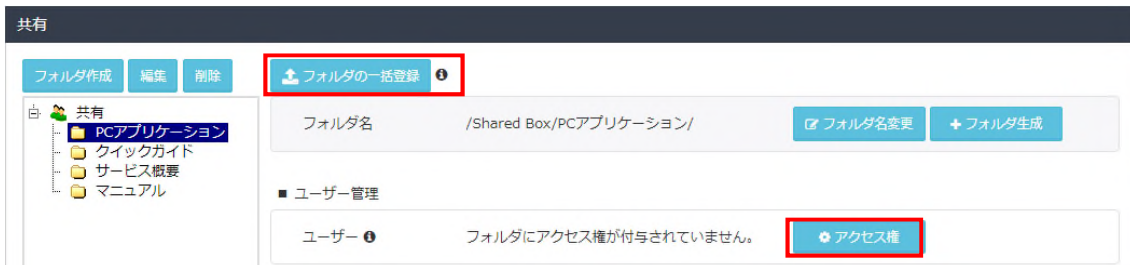 共有
フォルダ作成 編集 削除
フォルダの一括登録
共有
PCアプリケーション
クイックガイド
サービス概要
マニュアル
フォルダ名 /Shared Box/PCアプリケーション/ フォルダ名変更 フォルダ生成
■ ユーザー管理
ユーザー フォルダにアクセス権が付与されていません。 アクセス権